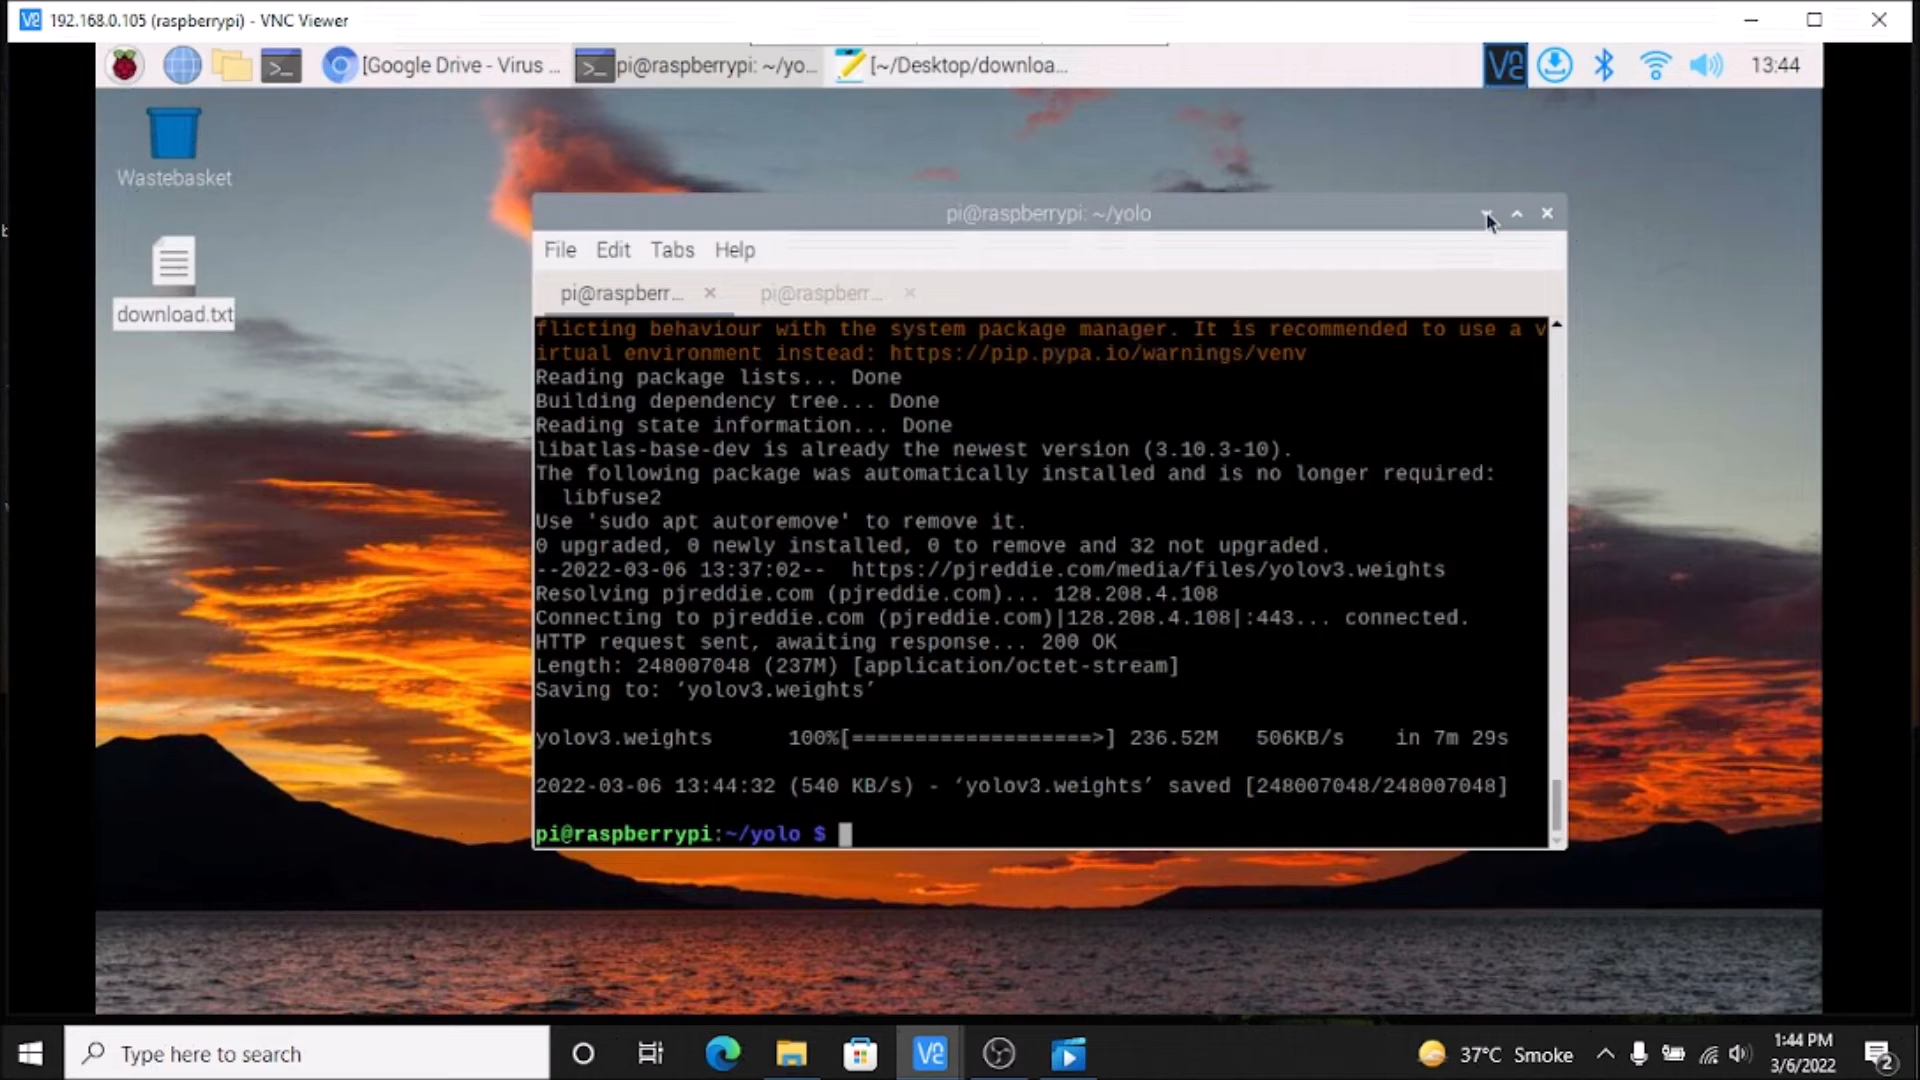 192.168.0.105 (raspberrypi) - VNC Viewer
[Google Drive - Virus ...
pi@raspberrypi: ~/yo...
[~/Desktop/downloa...
13:44
Wastebasket
download.txt
pi@raspberrypi: ~/yolo
File Edit Tabs Help
pi@raspberr...
pi@raspberr...
flicting behaviour with the system package manager. It is recommended to use a v
irtual environment instead: https://pip.pypa.io/warnings/venv
Reading package lists... Done
Building dependency tree... Done
Reading state information... Done
libatlas-base-dev is already the newest version (3.10.3-10).
The following package was automatically installed and is no longer required:
libfuse2
Use 'sudo apt autoremove' to remove it.
0 upgraded, 0 newly installed, 0 to remove and 32 not upgraded.
--2022-03-06 13:37:02-- https://pjreddie.com/media/files/yolov3.weights
Resolving pjreddie.com (pjreddie.com)... 128.208.4.108
Connecting to pjreddie.com (pjreddie.com)|128.208.4.108|:443... connected.
HTTP request sent, awaiting response... 200 OK
Length: 248007048 (237M) [application/octet-stream]
Saving to: ‘yolov3.weights’
yolov3.weights 100%[===================>] 236.52M 506KB/s in 7m 29s
2022-03-06 13:44:32 (540 KB/s) - ‘yolov3.weights’ saved [248007048/248007048]
pi@raspberrypi:~/yolo $
Type here to search
37°C Smoke
1:44 PM
3/6/2022
2